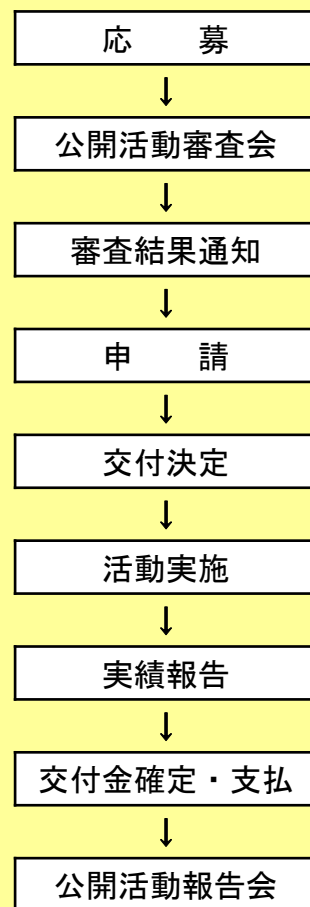 応　　募
↓
公開活動審査会
↓
審査結果通知
↓
申　　請
↓
交付決定
↓
活動実施
↓
実績報告
↓
交付金確定・支払
↓
公開活動報告会